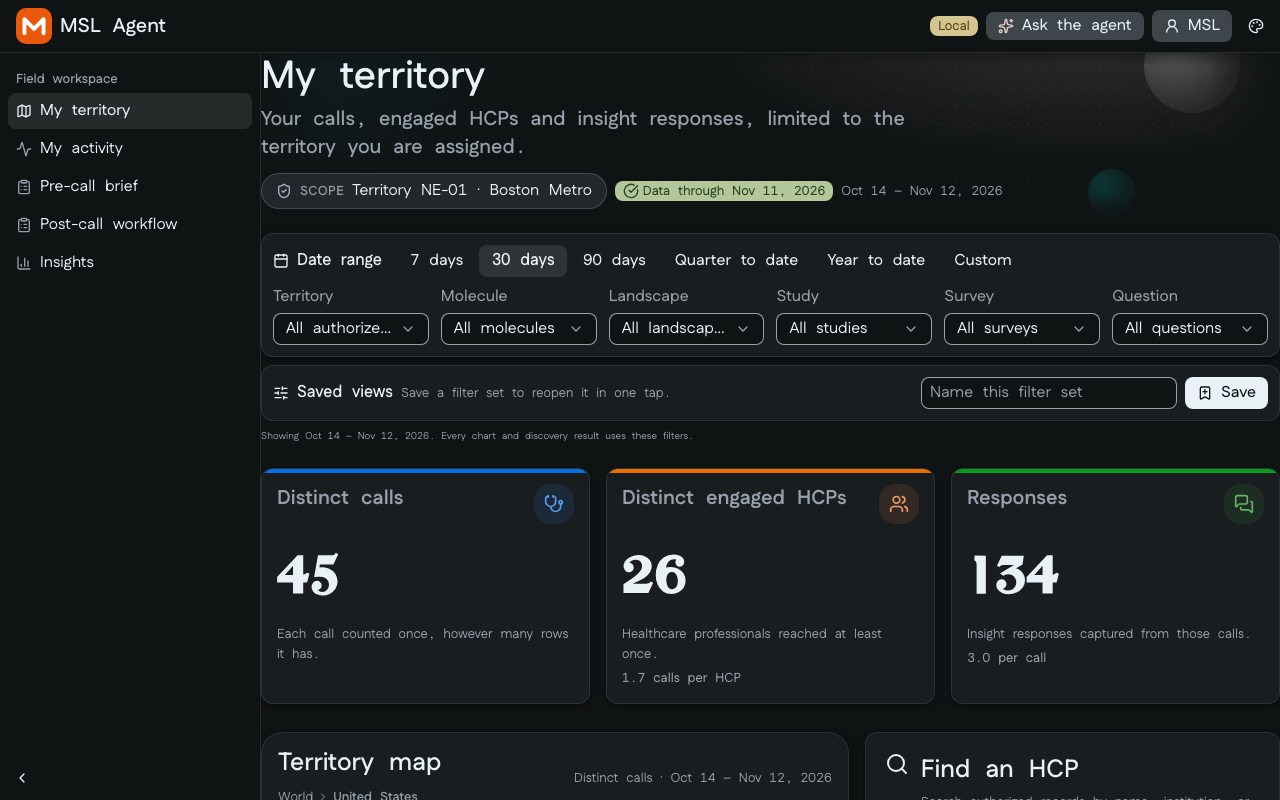 MSL Agent
Local
Ask the agent
MSL
Field workspace
My territory
My activity
Pre-call brief
Post-call workflow
Insights
My territory
Your calls, engaged HCPs and insight responses, limited to the
territory you are assigned.
SCOPE Territory NE-01 · Boston Metro
Data through Nov 11, 2026
Oct 14 – Nov 12, 2026
Date range 7 days 30 days 90 days Quarter to date Year to date Custom
Territory Molecule Landscape Study Survey Question
All authorize... All molecules All landscap... All studies All surveys All questions
Saved views Save a filter set to reopen it in one tap. Name this filter set Save
Showing Oct 14 – Nov 12, 2026. Every chart and discovery result uses these filters.
Distinct calls
45
Each call counted once, however many rows
it has.
Distinct engaged HCPs
26
Healthcare professionals reached at least
once.
1.7 calls per HCP
Responses
134
Insight responses captured from those calls.
3.0 per call
Territory map
Distinct calls · Oct 14 – Nov 12, 2026
World › United States
Find an HCP